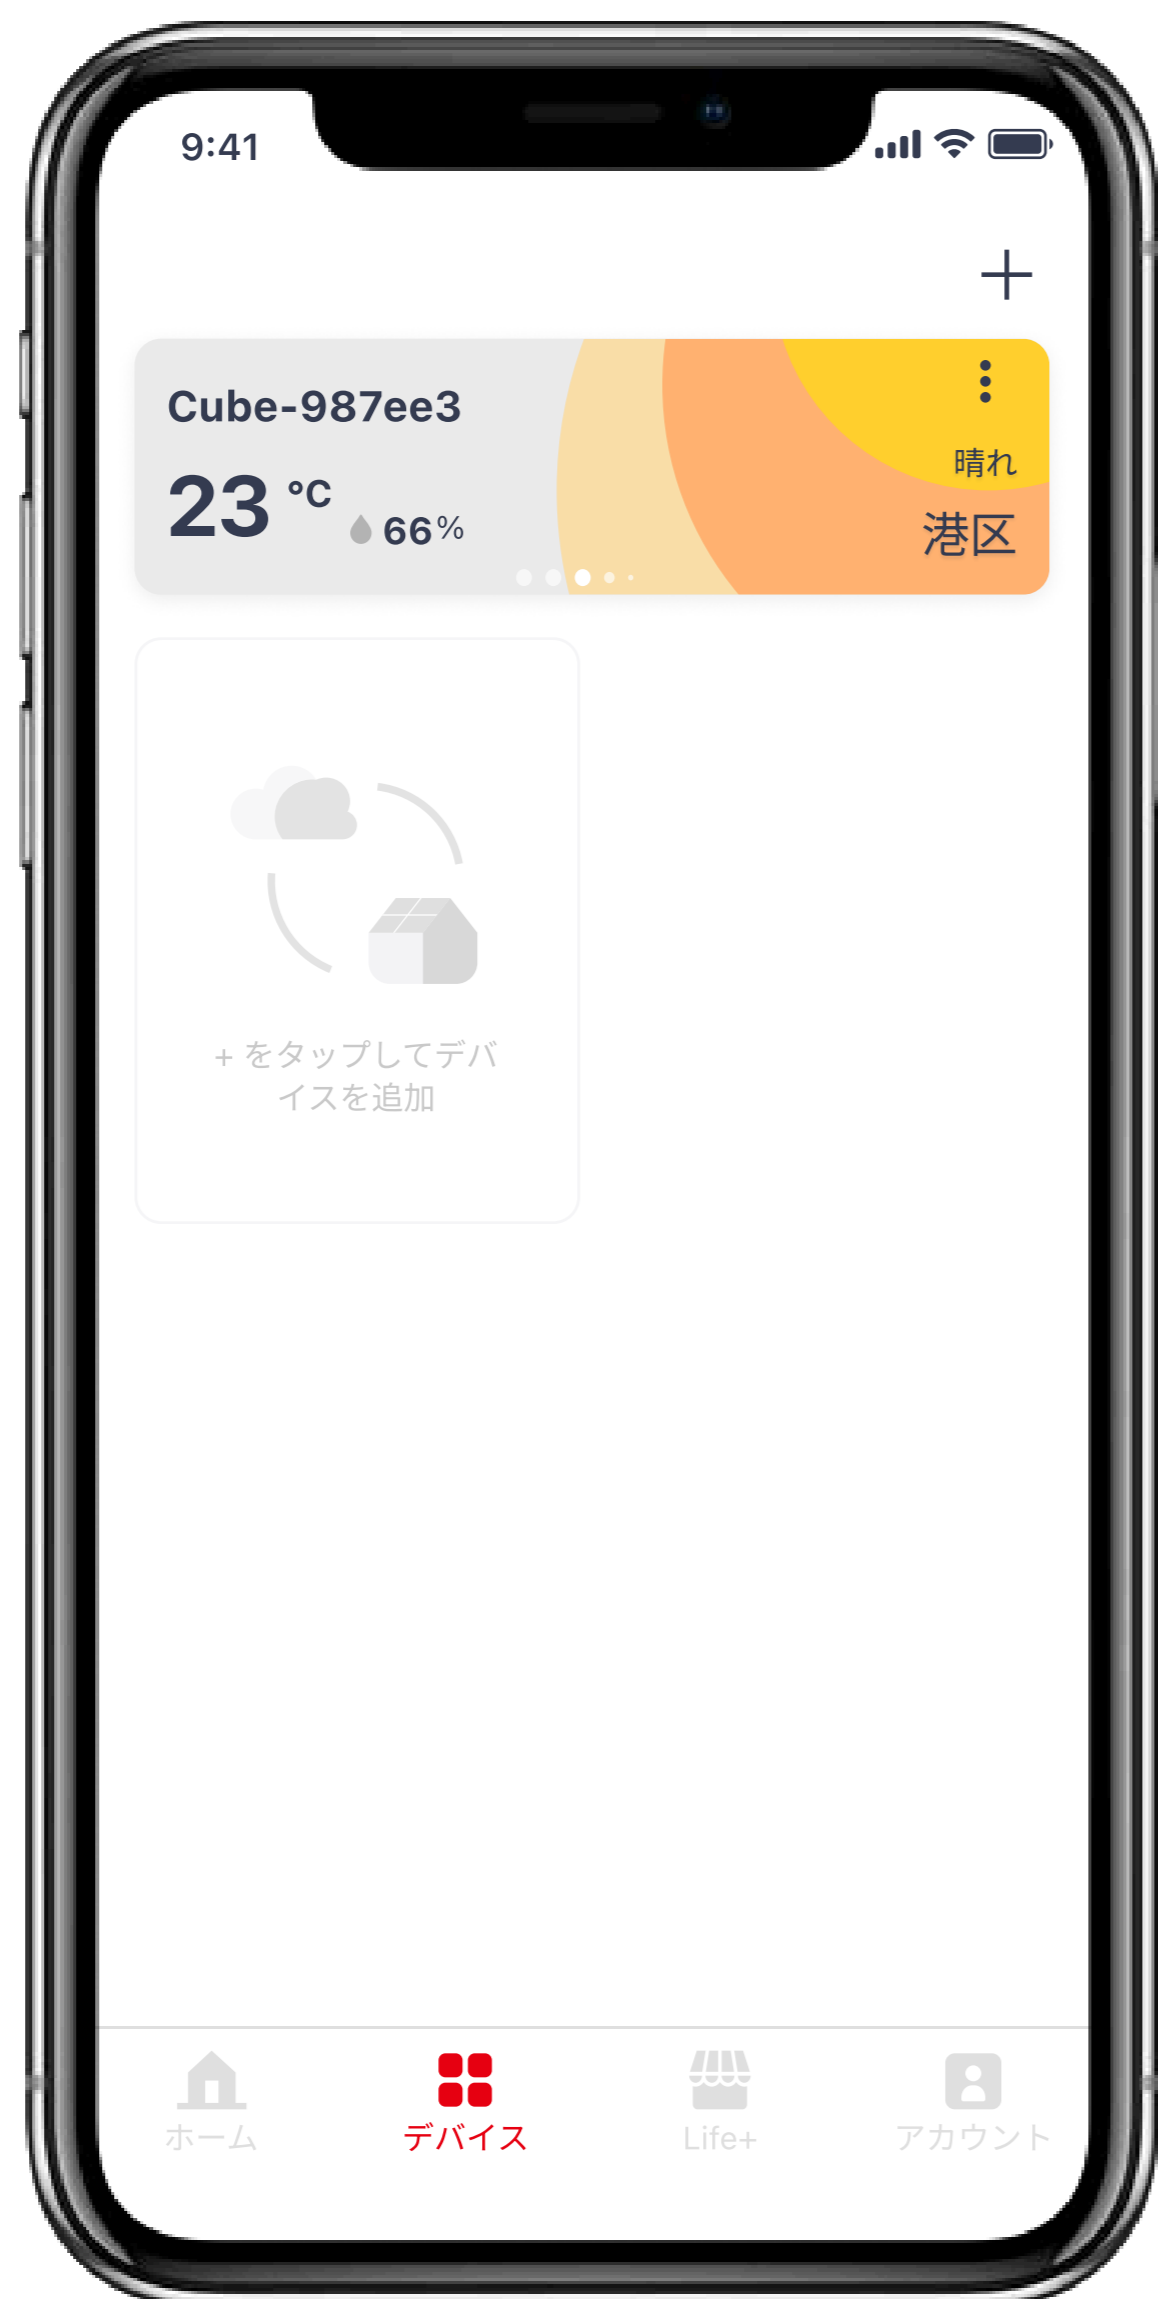 9:41
Cube-987ee3
23 °C
66%
晴れ
港区
+ をタップしてデバ
イスを追加
ホーム
デバイス
Life+
アカウント